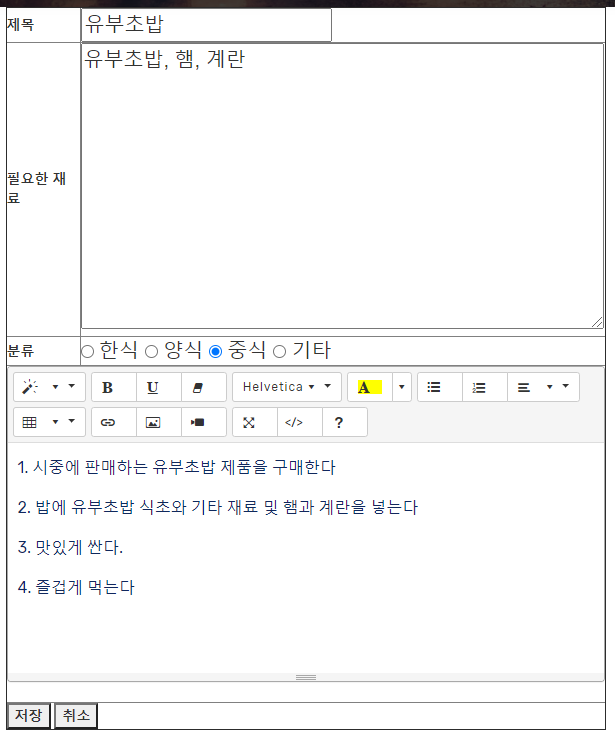 제목 유부초밥
필요한 재
료
유부초밥, 햄, 계란
분류 한식 양식 중식 기타
B U Helvetica A
</> ?
1. 시중에 판매하는 유부초밥 제품을 구매한다
2. 밥에 유부초밥 식초와 기타 재료 및 햄과 계란을 넣는다
3. 맛있게 싼다.
4. 즐겁게 먹는다
저장 취소